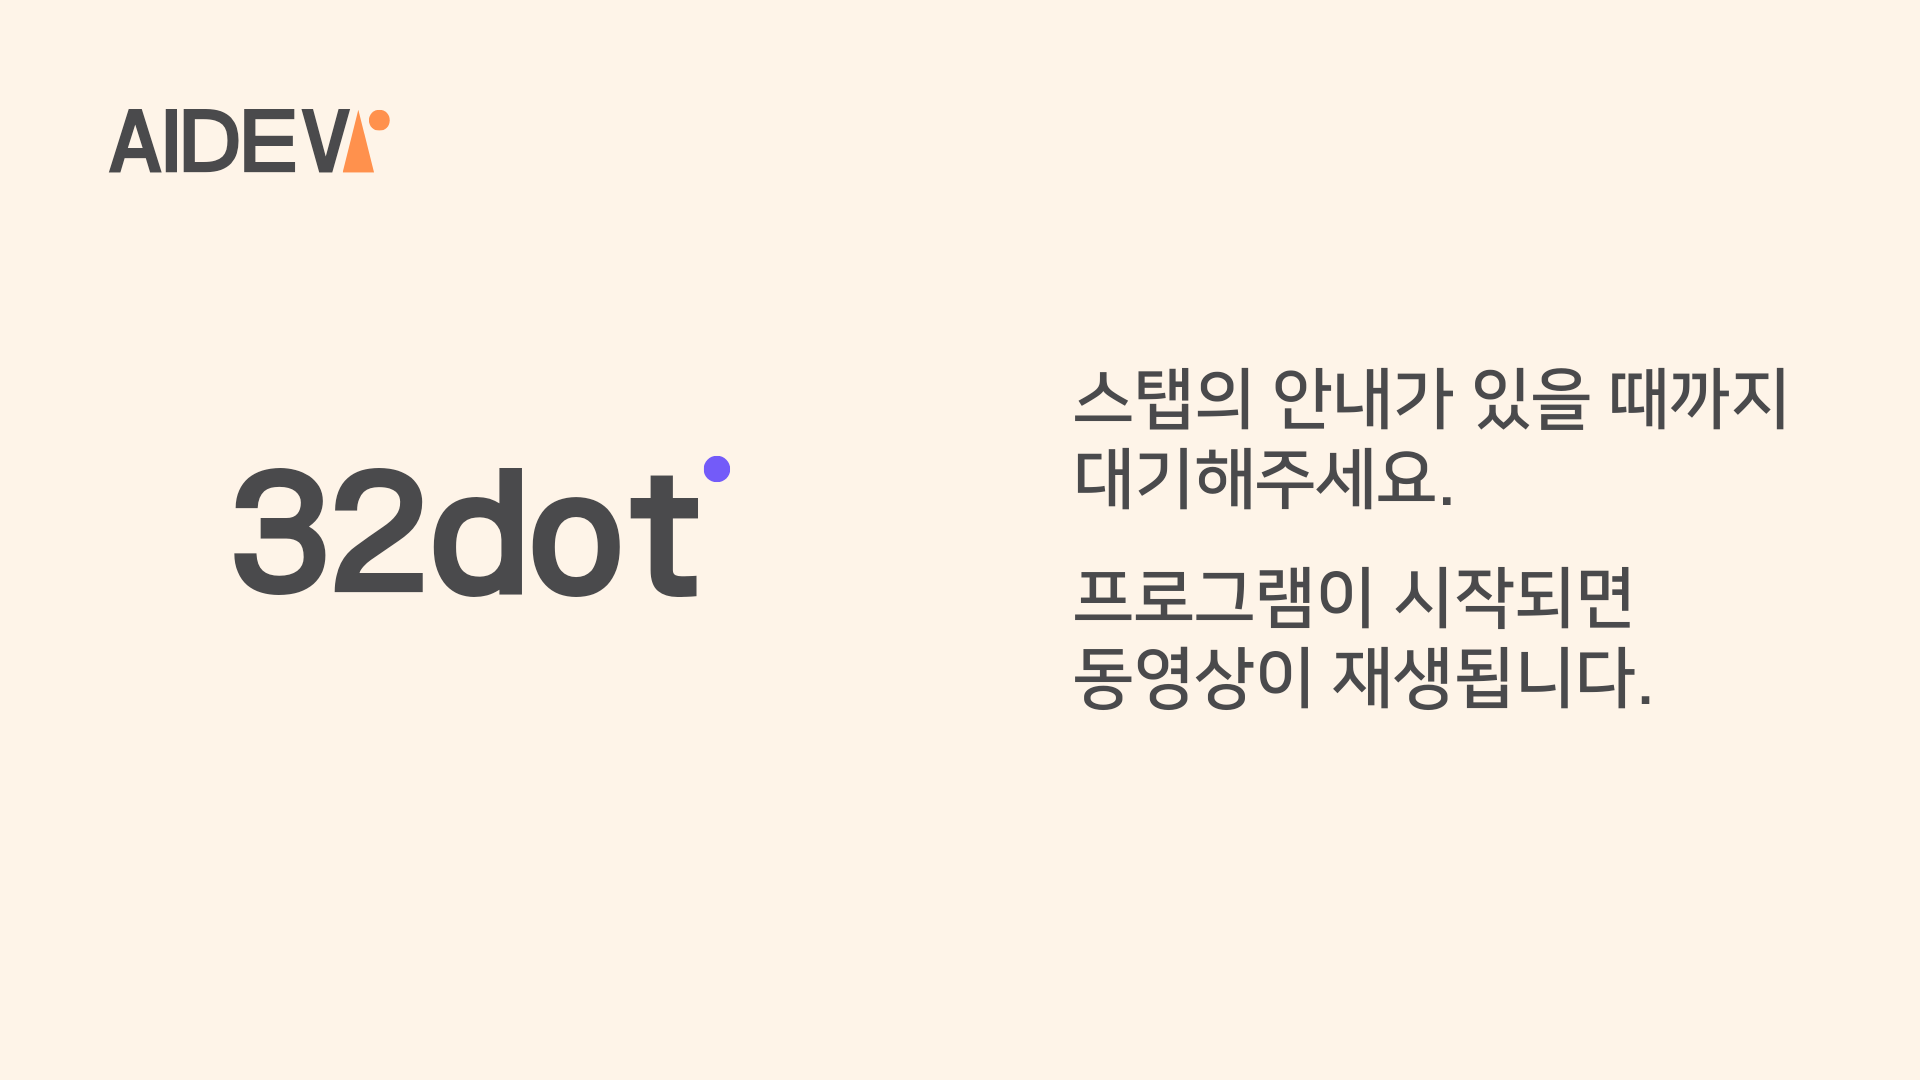 AIDEV
32dot
스탭의 안내가 있을 때까지
대기해주세요.
프로그램이 시작되면
동영상이 재생됩니다.